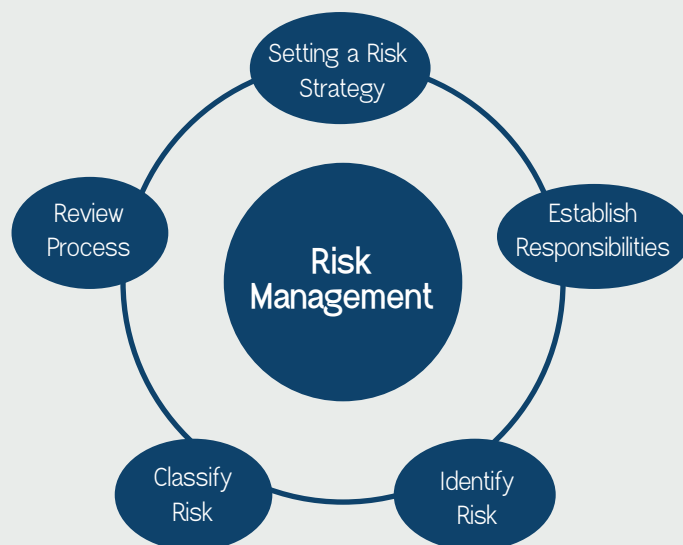 Setting a Risk
Strategy
Establish
Responsibilities
Identify
Risk
Classify
Risk
Review
Process
Risk
Management